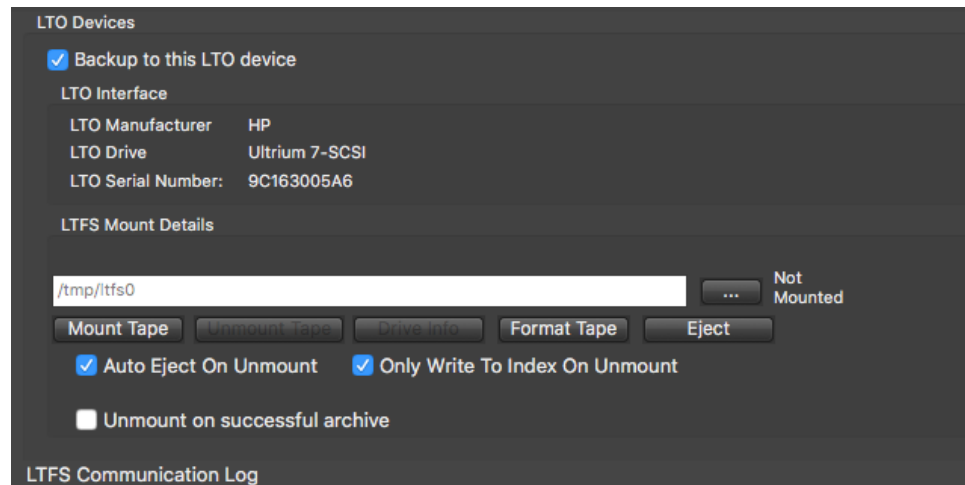 LTO Devices
Backup to this LTO device
LTO Interface
LTO Manufacturer HP
LTO Drive Ultrium 7-SCSI
LTO Serial Number: 9C163005A6
LTFS Mount Details
/tmp/ltfs0 ... Not
Mounted
Mount Tape Unmount Tape Drive Info Format Tape Eject
Auto Eject On Unmount Only Write To Index On Unmount
Unmount on successful archive
LTFS Communication Log